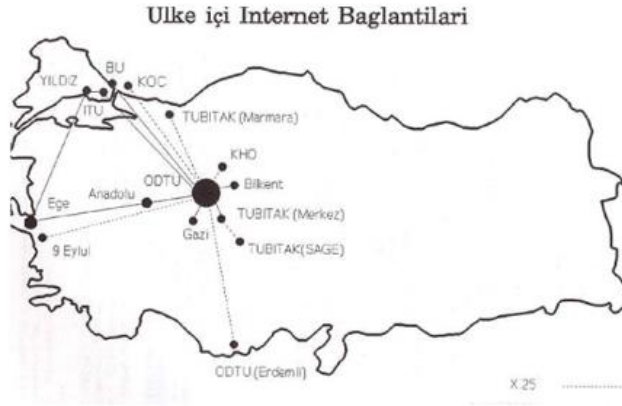 Ulke içi Internet Baglantilari
BU
YILDIZ
KOC
ITU
TUBITAK (Marmara)
KHO
ODTU
Bilkent
Anadolu
Ege
TUBITAK (Merkez)
Gazi
9 Eylul
TUBITAK(SAGE)
ODTU (Erdemli)
X.25